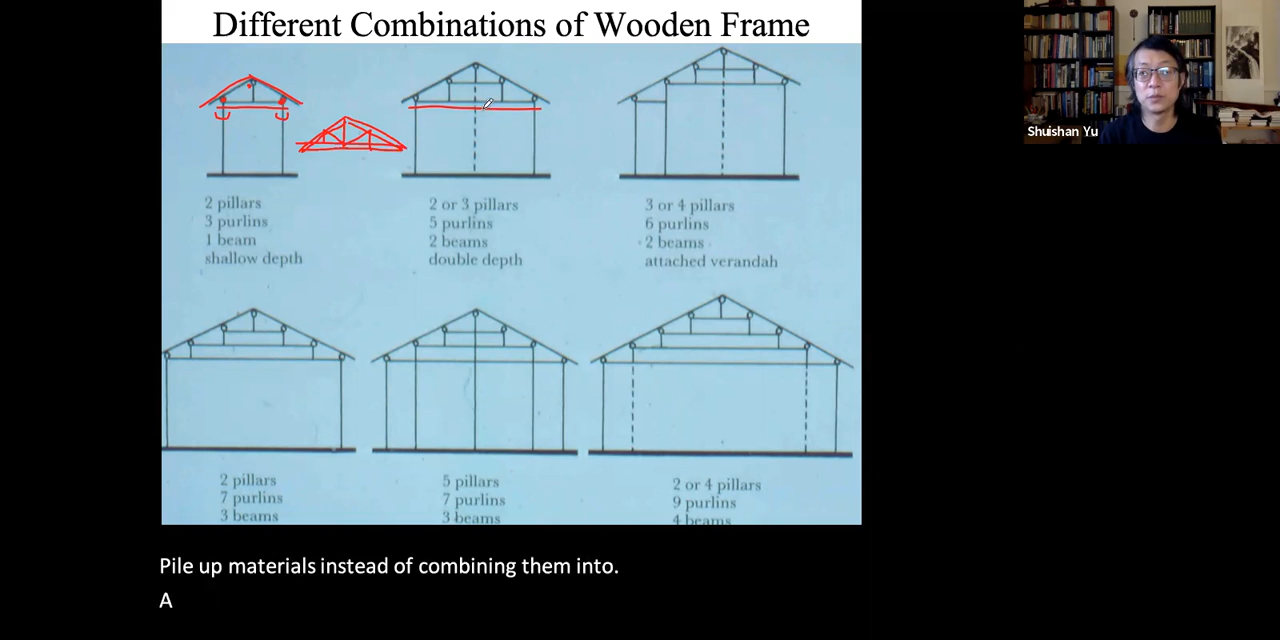 Different Combinations of Wooden Frame
Shuishan Yu
2 pillars
3 purlins
1 beam
shallow depth
2 or 3 pillars
5 purlins
2 beams
double depth
3 or 4 pillars
6 purlins
2 beams
attached verandah
2 pillars
7 purlins
3 beams
5 pillars
7 purlins
3 beams
2 or 4 pillars
9 purlins
4 beams
Pile up materials instead of combining them into.
A